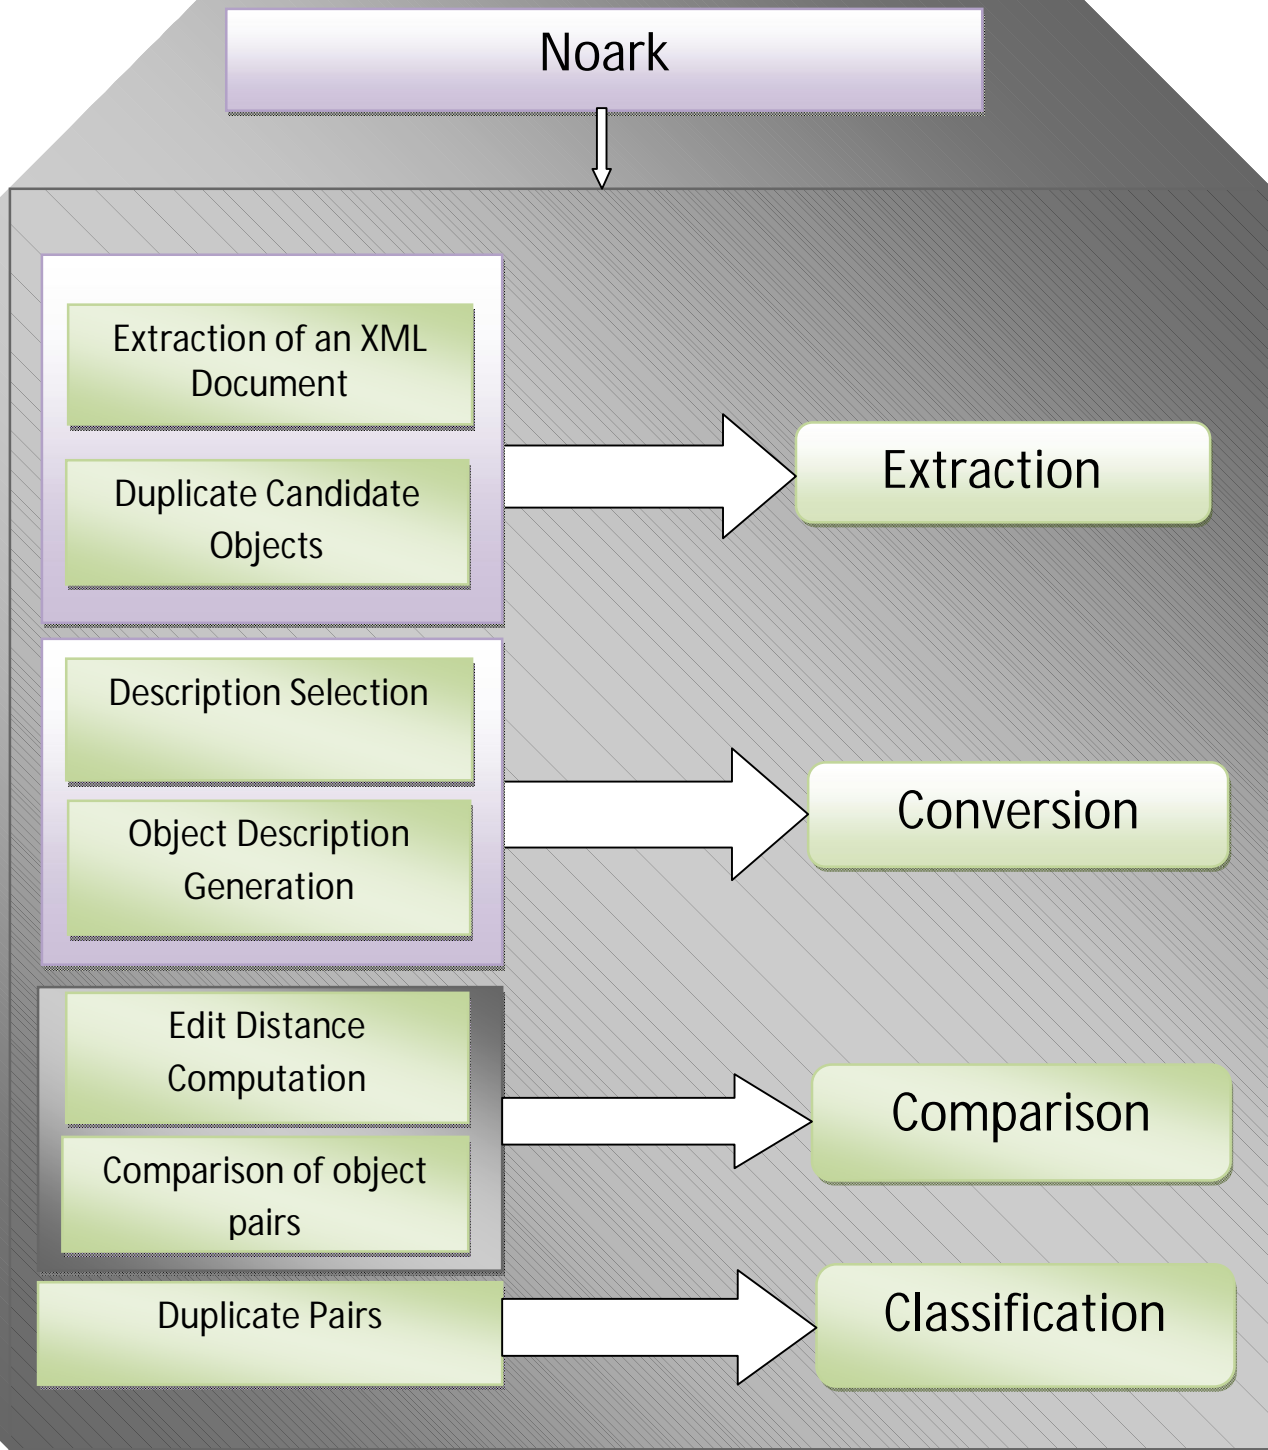 Noark
Extraction of an XML
Document
Duplicate Candidate
Objects
Extraction
Description Selection
Object Description
Generation
Conversion
Edit Distance
Computation
Comparison of object
pairs
Comparison
Duplicate Pairs
Classification